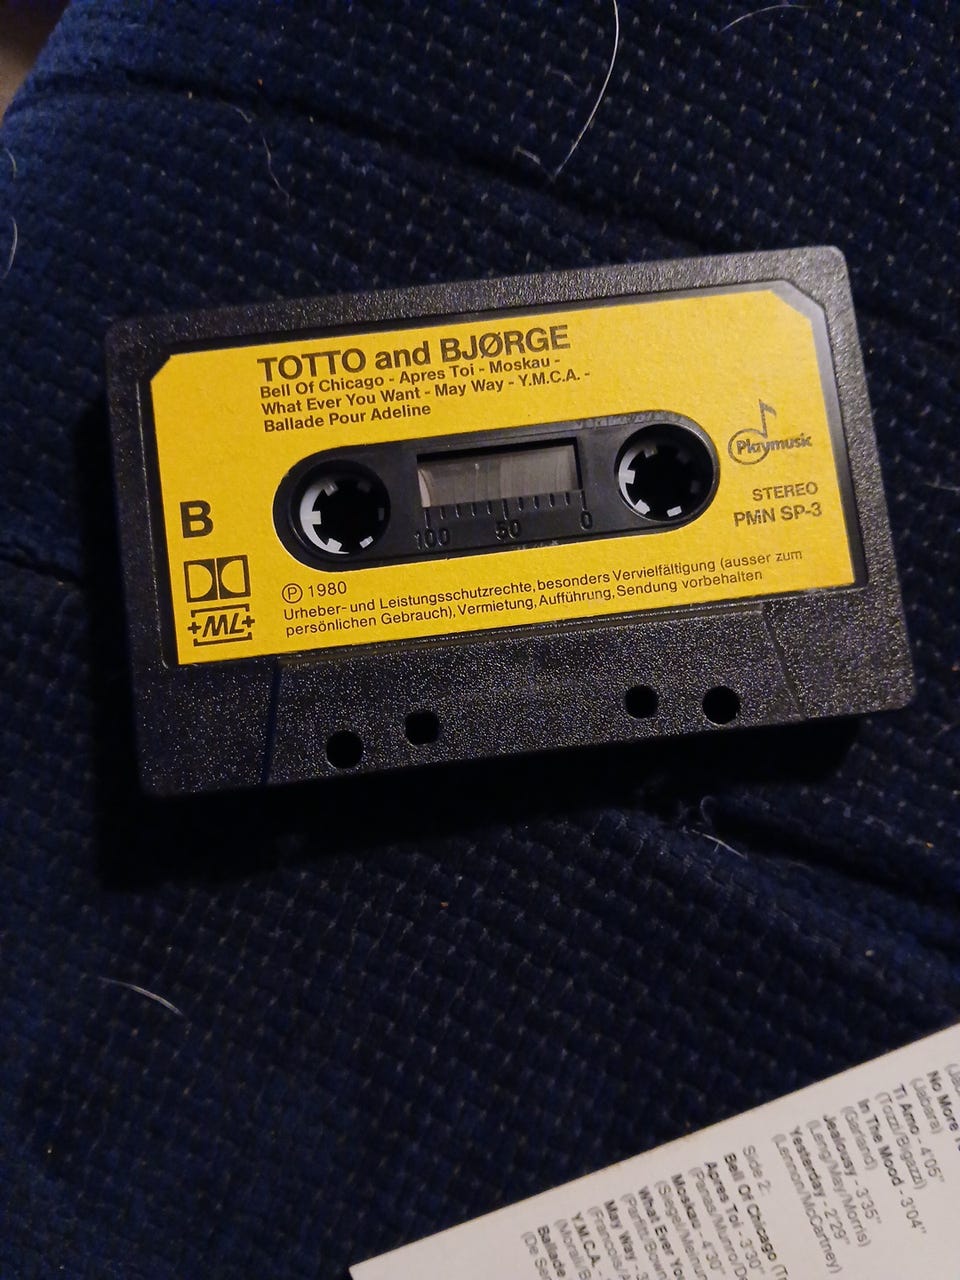 TOTTO and BJØRGE
Bell Of Chicago - Apres Toi - Moskau -
What Ever You Want - May Way - Y.M.C.A. -
Ballade Pour Adeline
Playmusic
STEREO
PMN SP-3
B
100 50 0
Ⓟ 1980
Urheber- und Leistungsschutzrechte, besonders Vervielfältigung (ausser zum
persönlichen Gebrauch), Vermietung, Aufführung, Sendung vorbehalten
No More
(Jabara)
Ti Amo - 4'05"
(Tozzi/Bigazzi)
In The Mood - 3'04"
(Garland)
Jealousy - 3'35"
(Leng/May/Morris)
Yesterday - 2'29"
(Lennon/McCartney)
Side 2:
Bell Of Chicago
Apres Toi - 3'30"
Moskau - 4'30"
What Ever You
May Way - 3
Y.M.C.A. -
Ballade